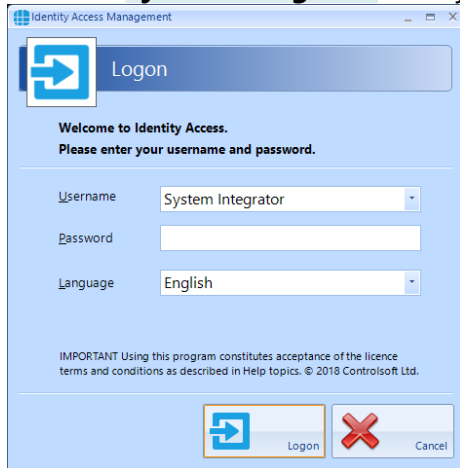 Identity Access Management
Logon
Welcome to Identity Access.
Please enter your username and password.
Username
System Integrator
Password
Language
English
IMPORTANT Using this program constitutes acceptance of the licence
terms and conditions as described in Help topics. © 2018 Controlsoft Ltd.
Logon
Cancel